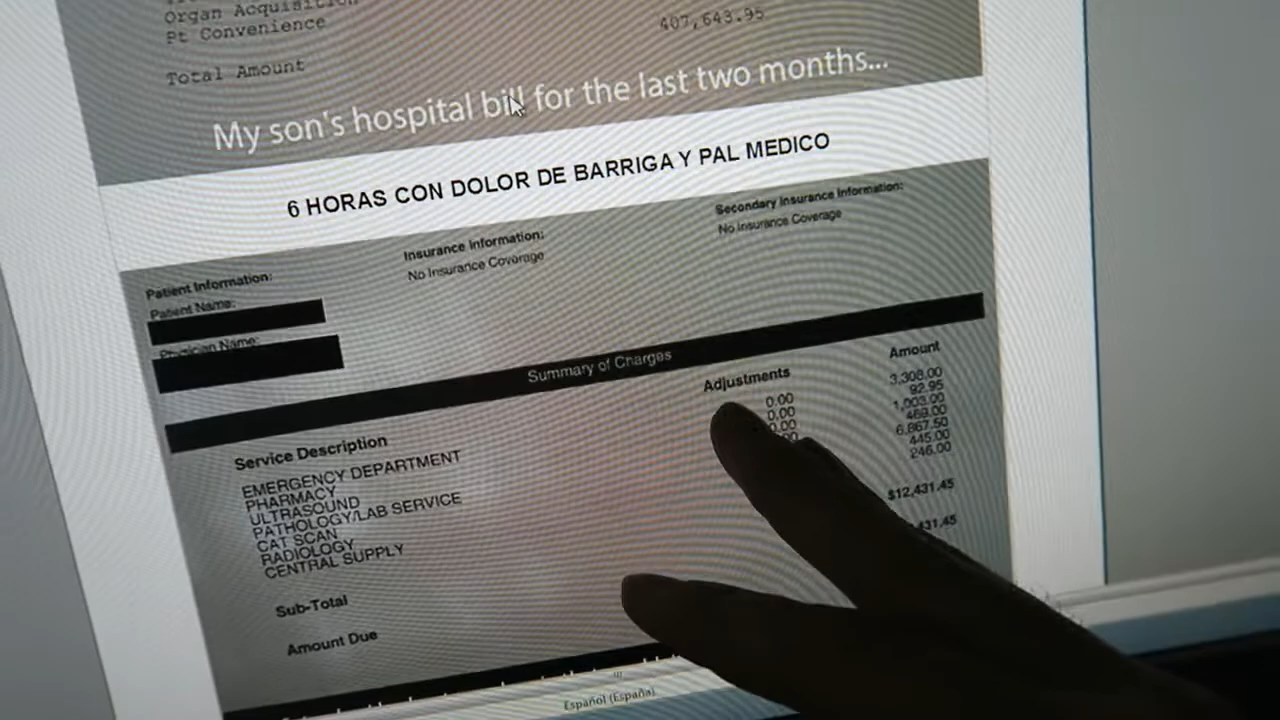 Organ Acquisition
Pt Convenience 407,643.95
Total Amount
My son's hospital bill for the last two months...
6 HORAS CON DOLOR DE BARRIGA Y PAL MEDICO
Patient Information: Insurance Information: Secondary Insurance Information:
Patient Name: No Insurance Coverage No Insurance Coverage
Physician Name:
Summary of Charges
Service Description Adjustments Amount
EMERGENCY DEPARTMENT 0.00 3,308.00
PHARMACY 0.00 92.95
ULTRASOUND 0.00 1,003.00
PATHOLOGY/LAB SERVICE 0.00 469.00
CAT SCAN 6,867.50
RADIOLOGY 445.00
CENTRAL SUPPLY 246.00
Sub-Total $12,431.45
Amount Due 431.45
Español (España)